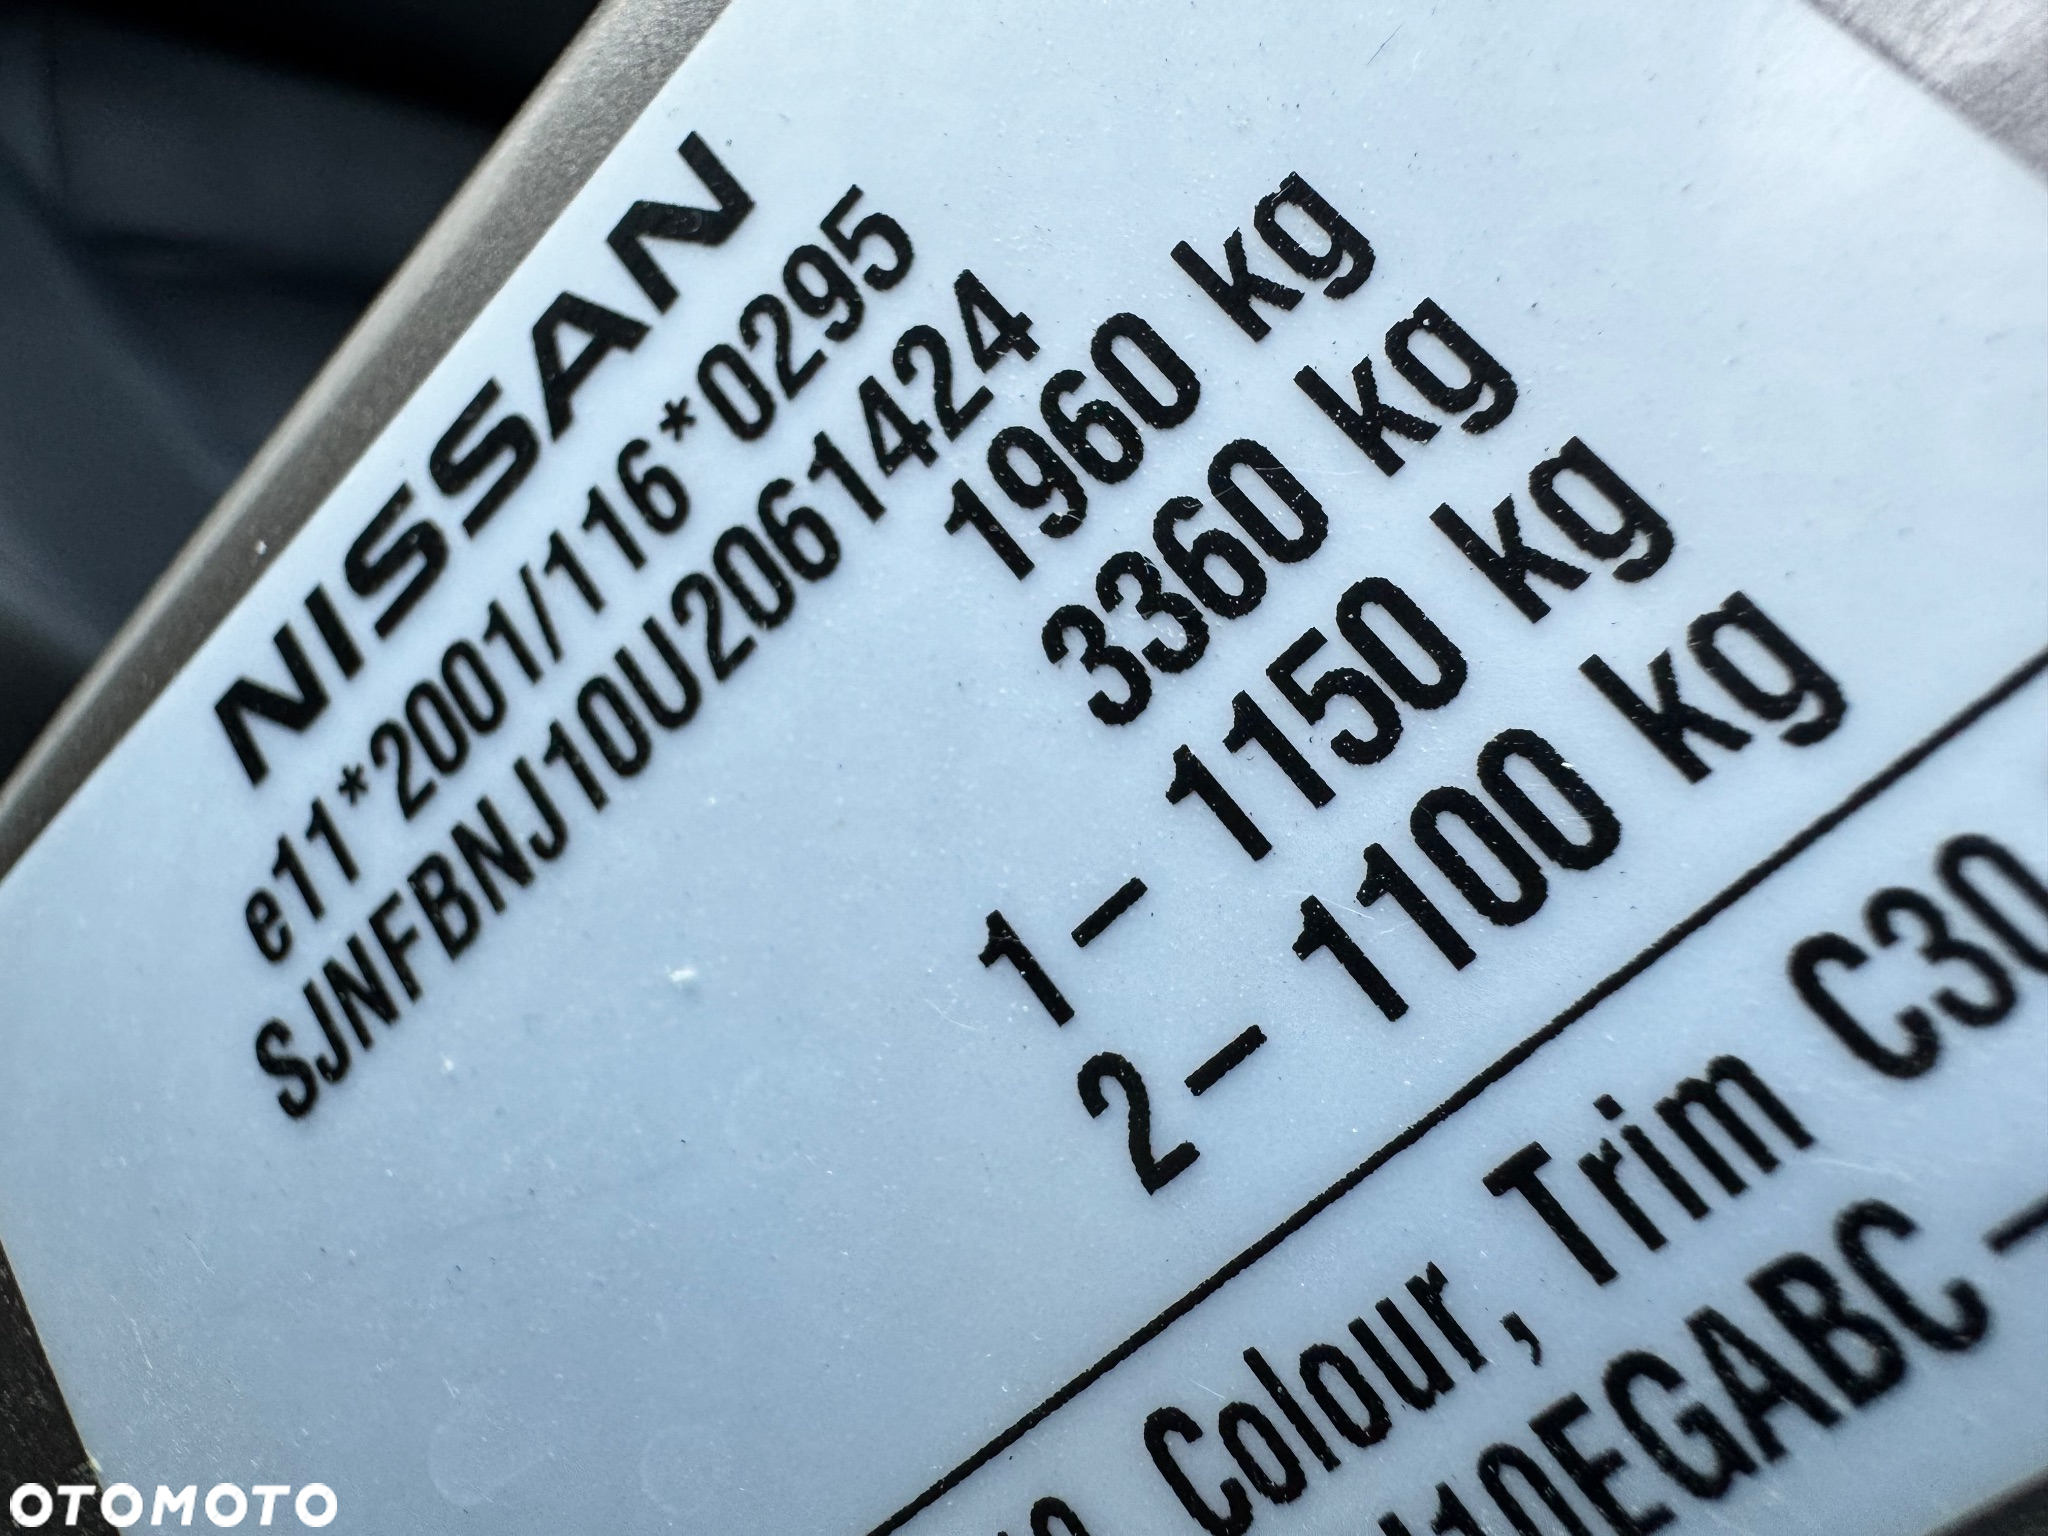 NISSAN
e11*2001/116*0295
SJNFBNJ10U2061424
1960 kg
3360 kg
1- 1150 kg
2- 1100 kg
Colour, Trim C30
J10EGABC-
OTOMOTO